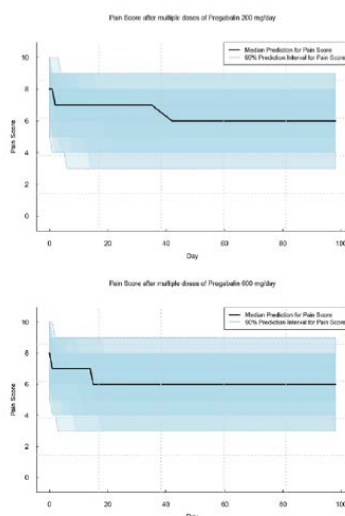 Pain Score after multiple doses of Pregabalin 200 mg/day
Median Prediction for Pain Score
90% Prediction Interval for Pain Score
10
8
6
4
2
0
Pain Score
0 20 40 60 80 100
Day
Pain Score after multiple doses of Pregabalin 600 mg/day
Median Prediction for Pain Score
90% Prediction Interval for Pain Score
10
8
6
4
2
0
Pain Score
0 20 40 60 80 100
Day